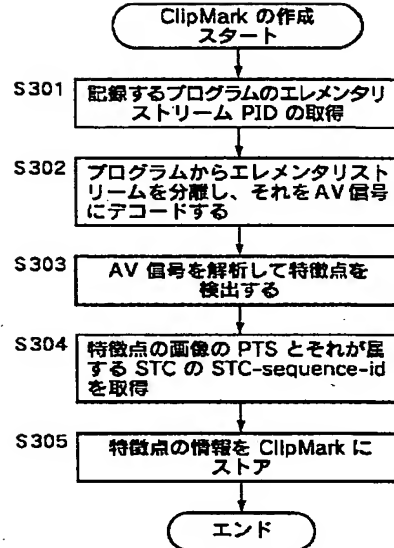 ClipMark の作成
スタート
S301
記録するプログラムのエレメンタリ
ストリーム PID の取得
S302
プログラムからエレメンタリスト
リームを分離し、それを AV 信号
にデコードする
S303
AV 信号を解析して特徴点を
検出する
S304
特徴点の画像の PTS とそれが属
する STC の STC-sequence-id
を取得
S305
特徴点の情報を ClipMark に
ストア
エンド